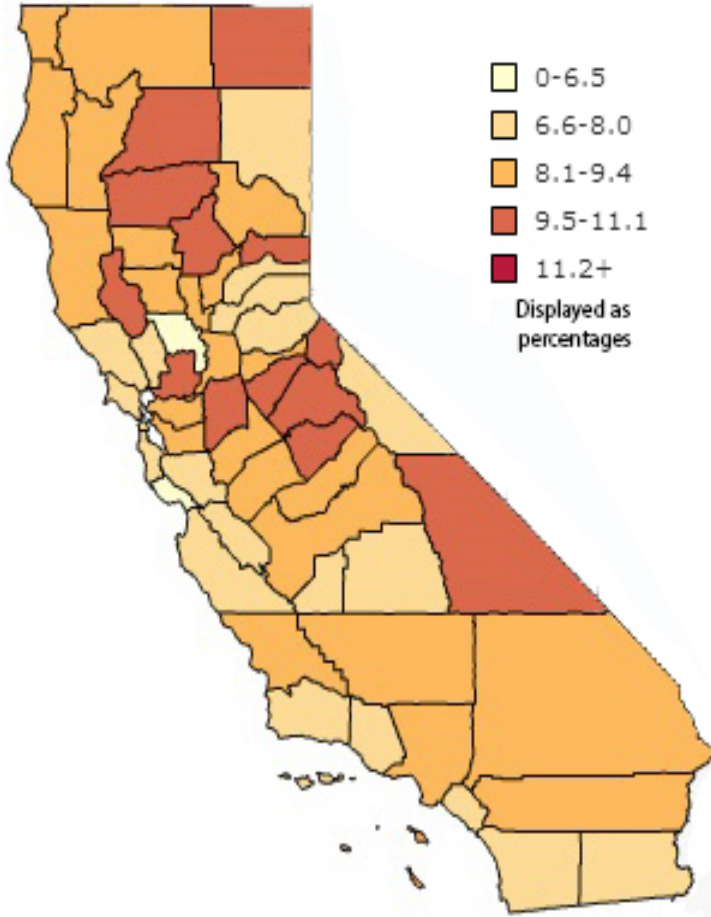 0-6.5
6.6-8.0
8.1-9.4
9.5-11.1
11.2+
Displayed as
percentages